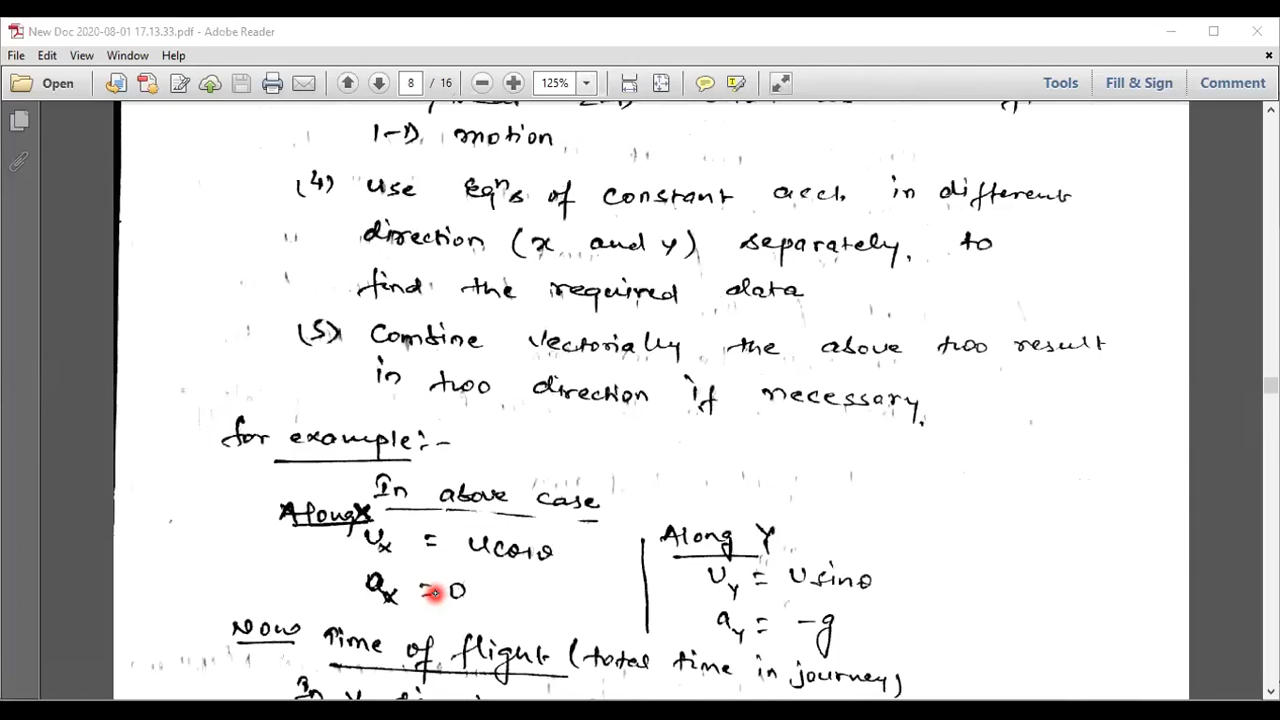 New Doc 2020-08-01 17.13.33.pdf - Adobe Reader
File Edit View Window Help
Open 8 / 16 125% Tools Fill & Sign Comment
1-D motion
(4) Use Eqⁿs of constant accl. in different
direction (x and y) separately, to
find the required data
(5) Combine vectorially the above two result
in two direction if necessary.
for example:-
In above case
Along X
Ux = ucosθ
ax = 0
Along Y
Uy = usinθ
ay = -g
Now Time of flight (total time in journey)